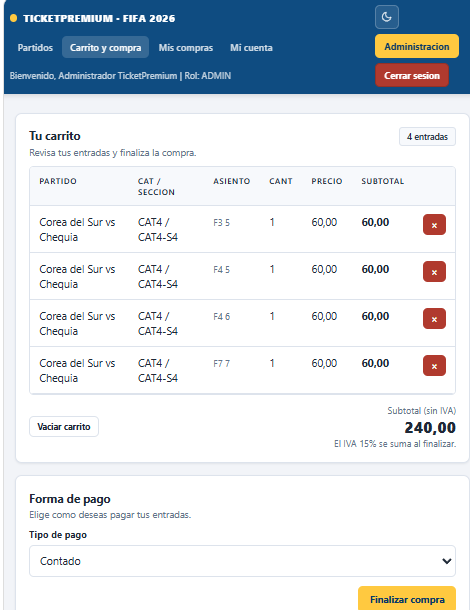 TICKETPREMIUM - FIFA 2026
Partidos Carrito y compra Mis compras Mi cuenta Administracion
Bienvenido, Administrador TicketPremium | Rol: ADMIN Cerrar sesion
Tu carrito 4 entradas
Revisa tus entradas y finaliza la compra.
PARTIDO CAT / ASIENTO CANT PRECIO SUBTOTAL
SECCION
Corea del Sur vs CAT4 / F3 5 1 60,00 60,00 ×
Chequia CAT4-S4
Corea del Sur vs CAT4 / F4 5 1 60,00 60,00 ×
Chequia CAT4-S4
Corea del Sur vs CAT4 / F4 6 1 60,00 60,00 ×
Chequia CAT4-S4
Corea del Sur vs CAT4 / F7 7 1 60,00 60,00 ×
Chequia CAT4-S4
Subtotal (sin IVA)
Vaciar carrito 240,00
El IVA 15% se suma al finalizar.
Forma de pago
Elige como deseas pagar tus entradas.
Tipo de pago
Contado
Finalizar compra